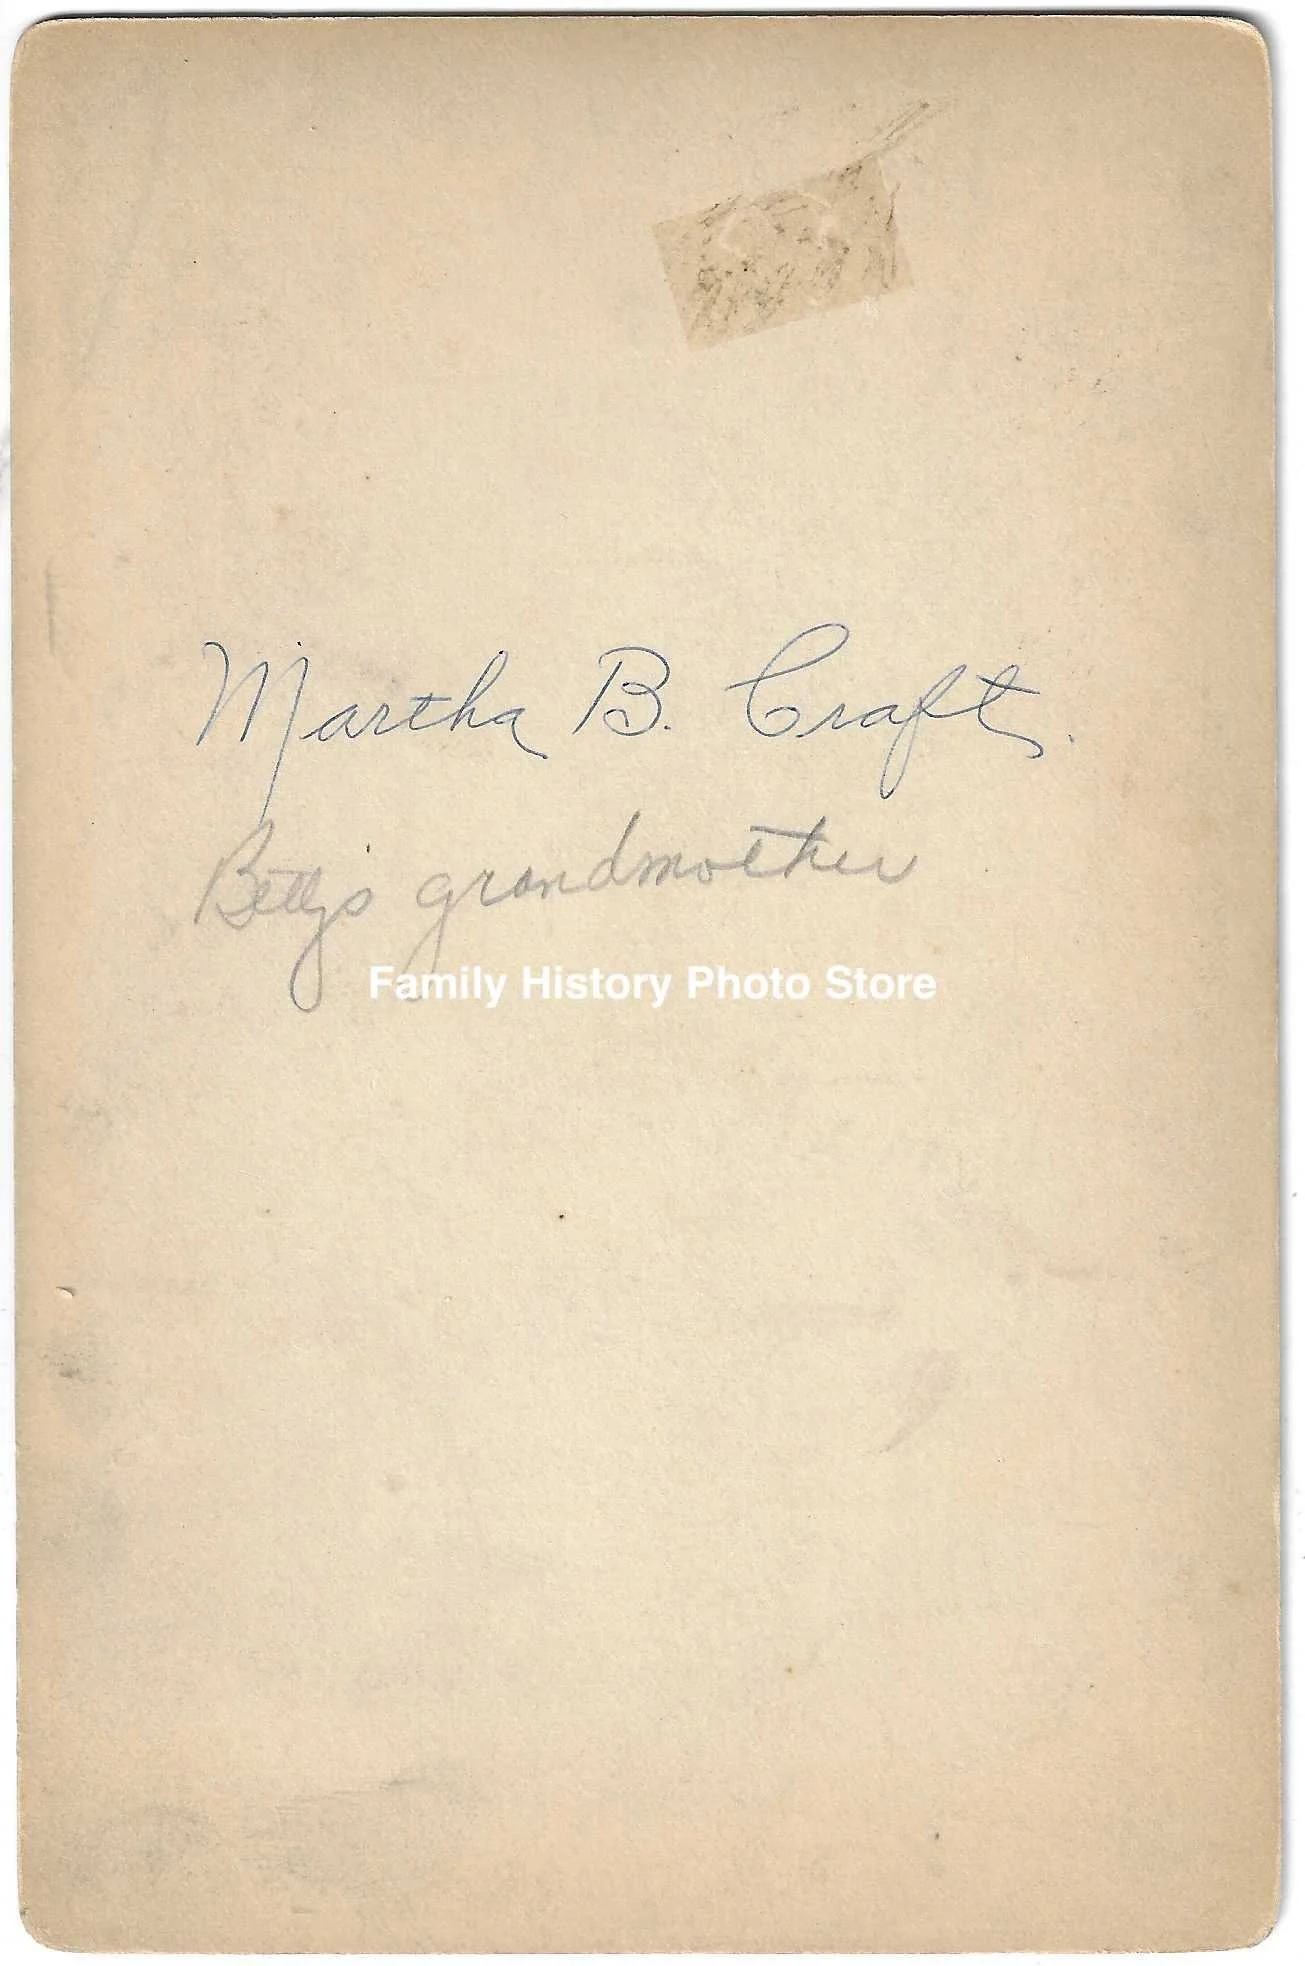 Martha B. Craft.
Betty's grandmother
Family History Photo Store